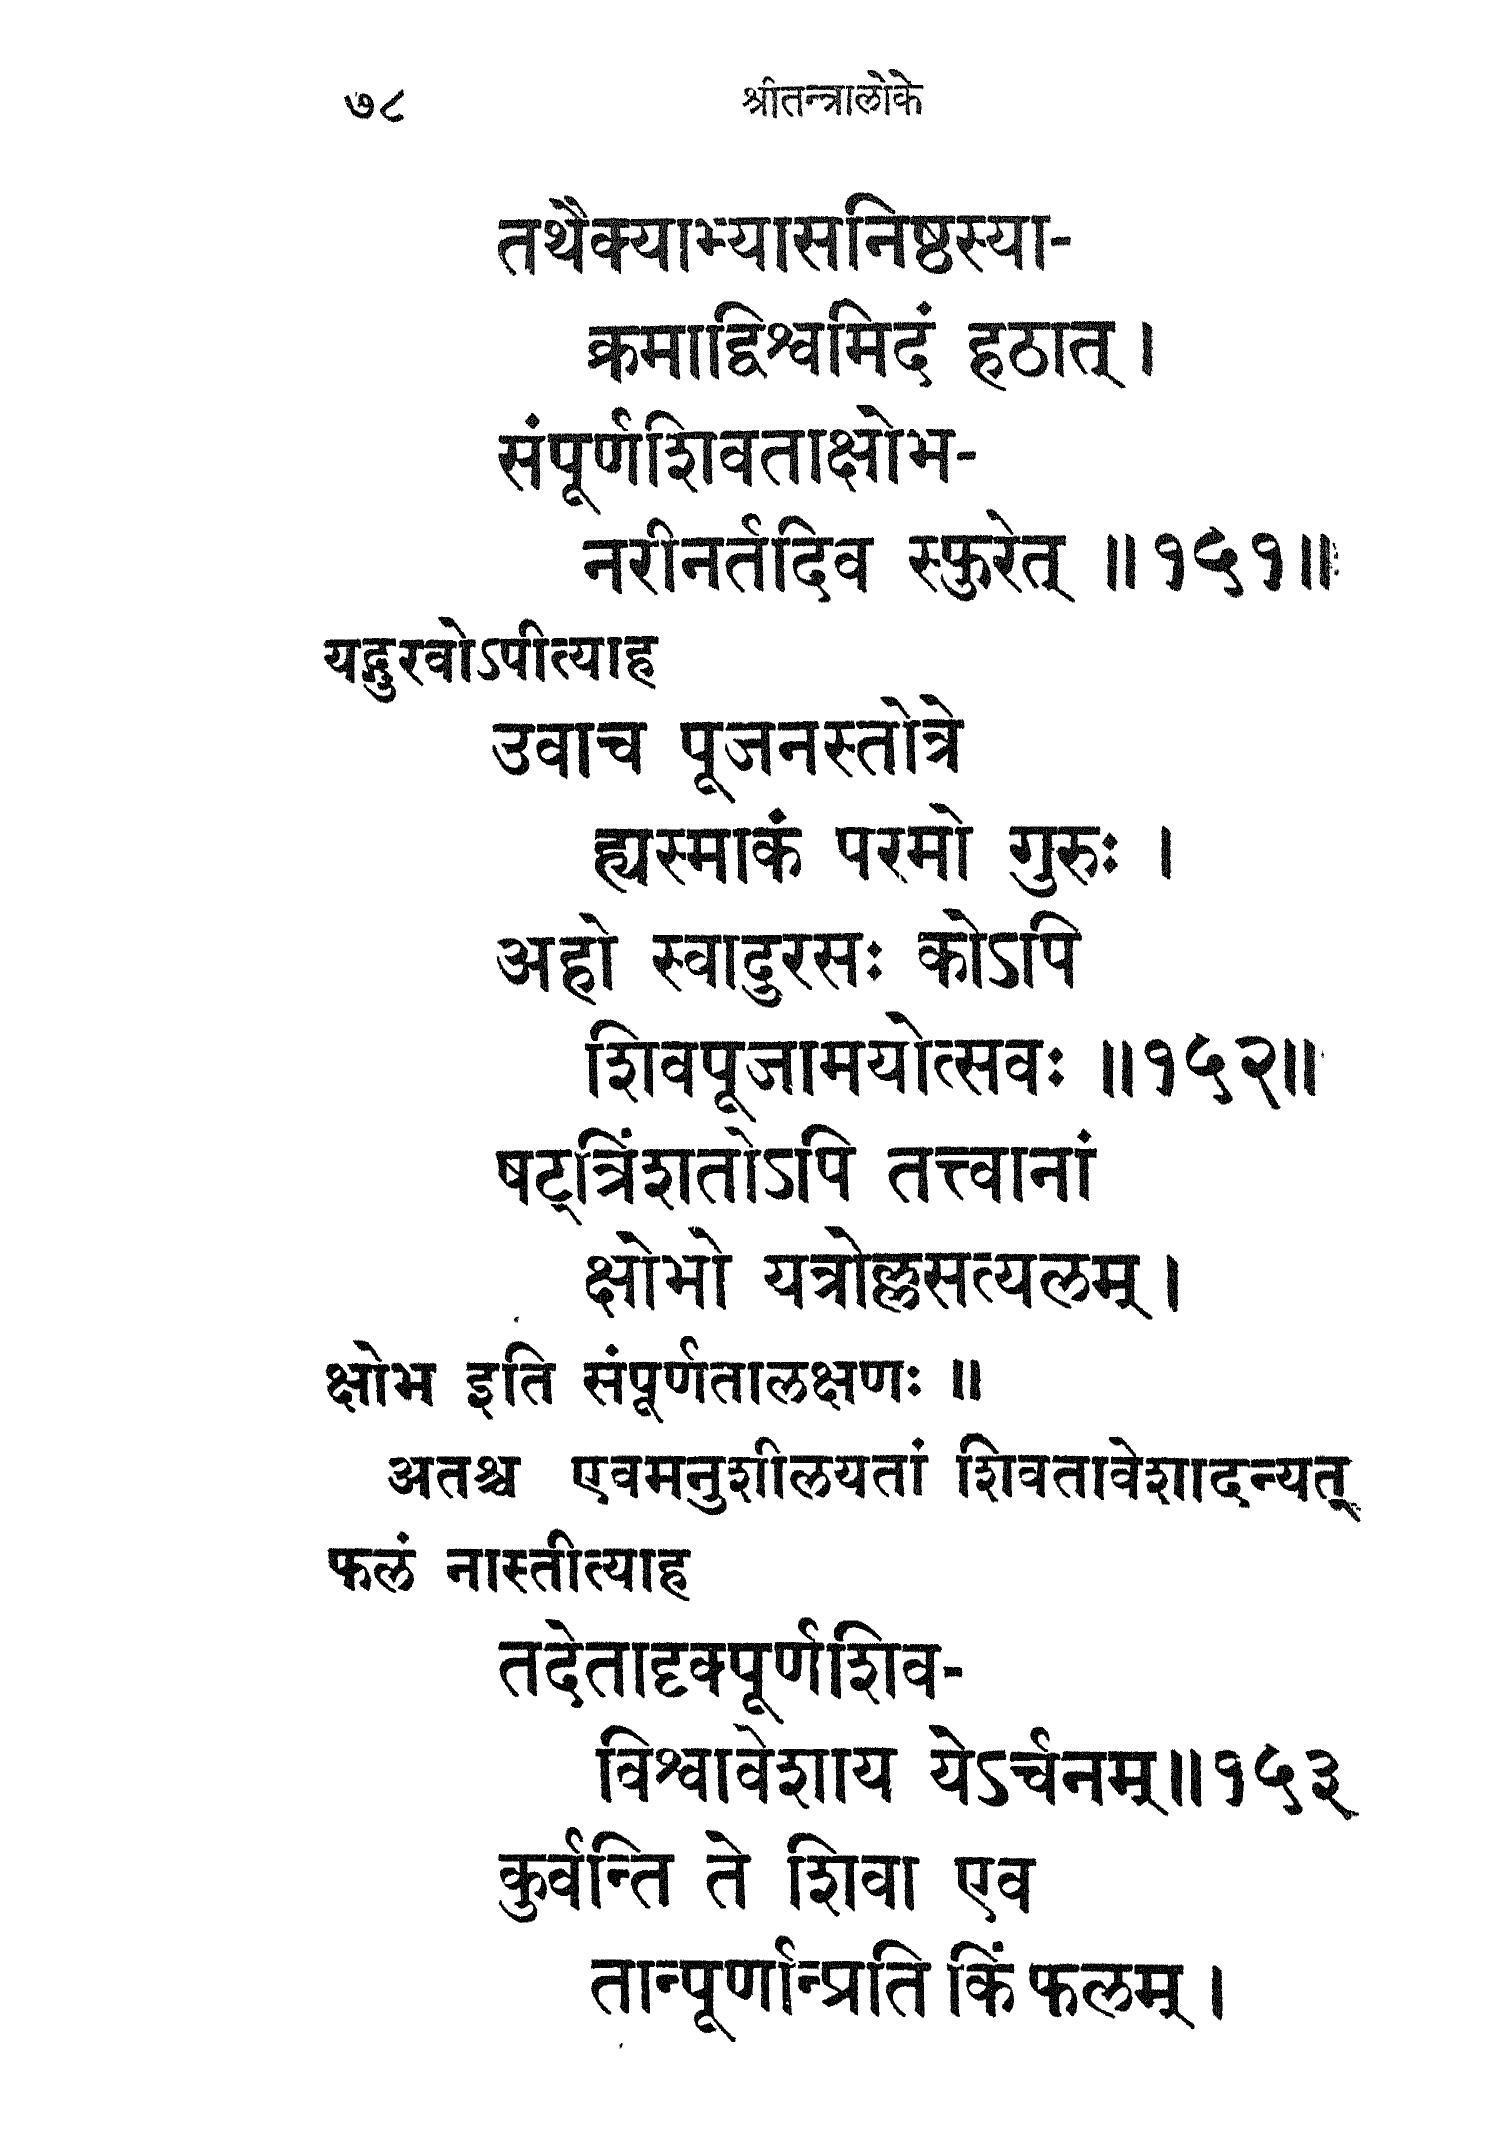 ७८ श्रीतन्त्रालोके
तथैक्याभ्यासनिष्ठस्या-
क्रमाद्विश्वमिदं हठात् ।
संपूर्णशिवताक्षोभ-
नरीनर्तदिव स्फुरेत् ॥ १५१ ॥
यद्गुरवोऽपीत्याह
उवाच पूजनस्तोत्रे
ह्यस्माकं परमो गुरुः ।
अहो स्वादुरसः कोऽपि
शिवपूजामयोत्सवः ॥ १५२ ॥
षट्त्रिंशतोऽपि तत्त्वानां
क्षोभो यत्रोल्लसत्यलम् ।
क्षोभ इति संपूर्णतालक्षणः ॥
अतश्च एवमनुशीलयतां शिवतावेशादन्यत्
फलं नास्तीत्याह
तदेतादृक्पूर्णशिव-
विश्वावेशाय येऽर्चनम् ॥ १५३
कुर्वन्ति ते शिवा एव
तान्पूर्णान्प्रति किं फलम् ।